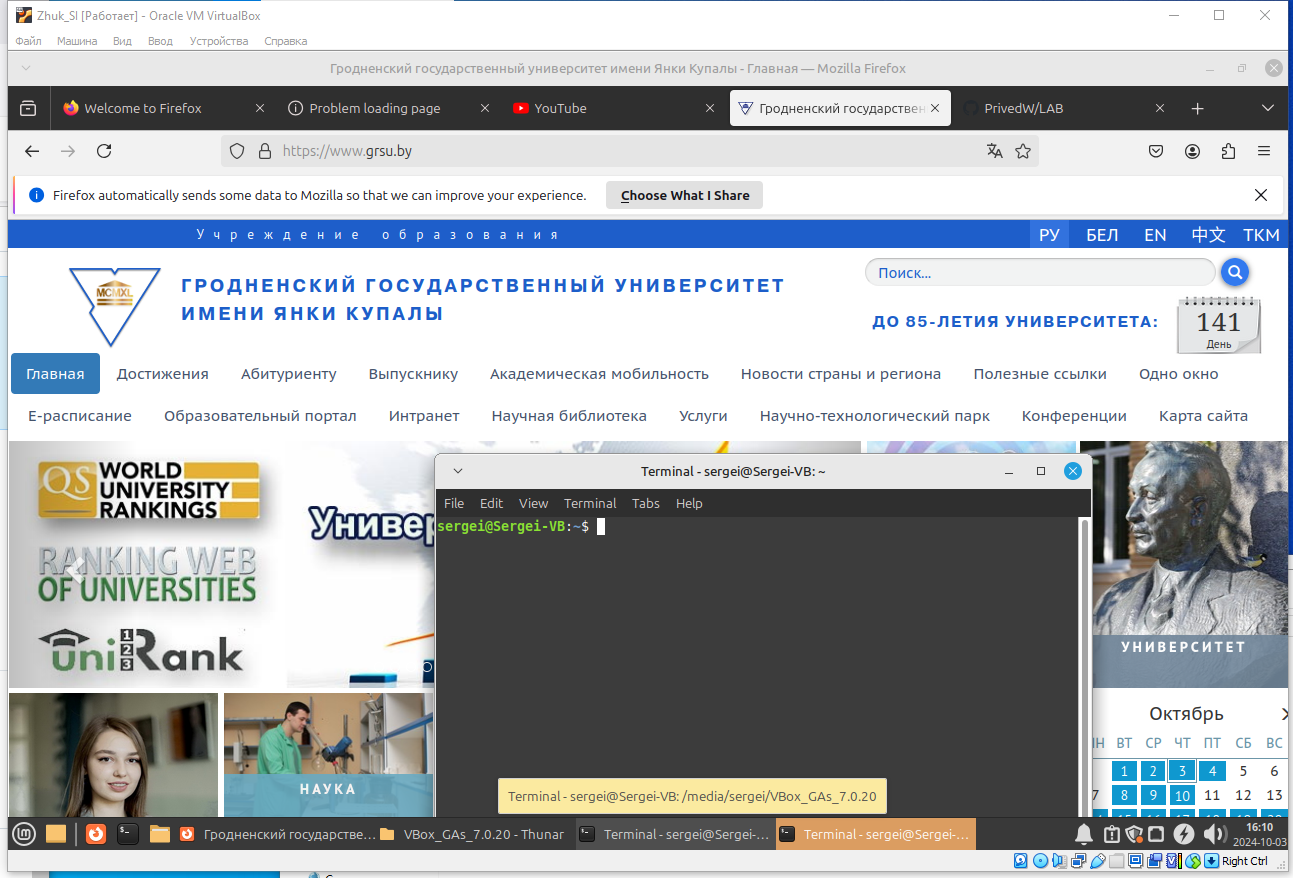 Zhuk_SI [Работает] - Oracle VM VirtualBox
Файл Машина Вид Ввод Устройства Справка
Гродненский государственный университет имени Янки Купалы - Главная — Mozilla Firefox
Welcome to Firefox Problem loading page YouTube Гродненский государствен PrivedW/LAB
https://www.grsu.by
Firefox automatically sends some data to Mozilla so that we can improve your experience. Choose What I Share
Учреждение образования РУ БЕЛ EN 中文 ТКМ
MCMXL
ГРОДНЕНСКИЙ ГОСУДАРСТВЕННЫЙ УНИВЕРСИТЕТ
ИМЕНИ ЯНКИ КУПАЛЫ
Поиск...
ДО 85-ЛЕТИЯ УНИВЕРСИТЕТА: 141
День
Главная Достижения Абитуриенту Выпускнику Академическая мобильность Новости страны и региона Полезные ссылки Одно окно
Е-расписание Образовательный портал Интранет Научная библиотека Услуги Научно-технологический парк Конференции Карта сайта
QS WORLD
UNIVERSITY
RANKINGS
RANKING WEB
OF UNIVERSITIES
uni123Rank
Универ
Terminal - sergei@Sergei-VB: ~
File Edit View Terminal Tabs Help
sergei@Sergei-VB:~$
УНИВЕРСИТЕТ
НАУКА
Октябрь
ВТ СР ЧТ ПТ СБ ВС
1 2 3 4 5 6
7 8 9 10 11 12 13
Terminal - sergei@Sergei-VB: /media/sergei/VBox_GAs_7.0.20
Гродненский государстве... VBox_GAs_7.0.20 - Thunar Terminal - sergei@Sergei-... Terminal - sergei@Sergei-... 16:10
2024-10-03
Right Ctrl